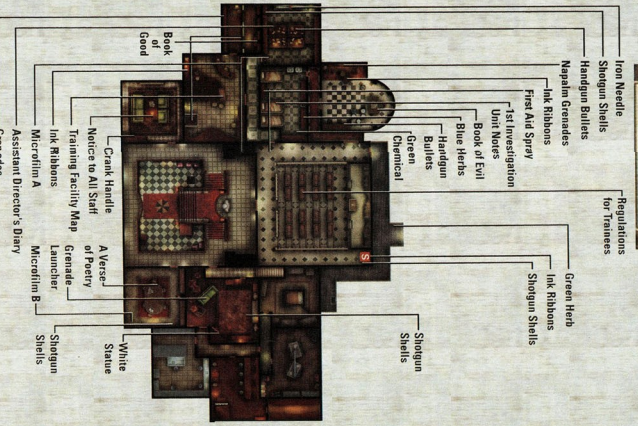 Iron Needle
Shotgun Shells
Handgun Bullets
Napalm Grenades
Ink Ribbons
First Aid Spray
1st Investigation
Unit Notes
Book of Evil
Blue Herbs
Handgun
Bullets
Green
Chemical
Regulations
for Trainees
Green Herb
Ink Ribbons
Shotgun Shells
S
Shotgun
Shells
Book
of
Good
Crank Handle
Notice to All Staff
Training Facility Map
Ink Ribbons
Microfilm A
Assistant Director's Diary
A Verse
of Poetry
Grenade
Launcher
Microfilm B
White
Statue
Shotgun
Shells